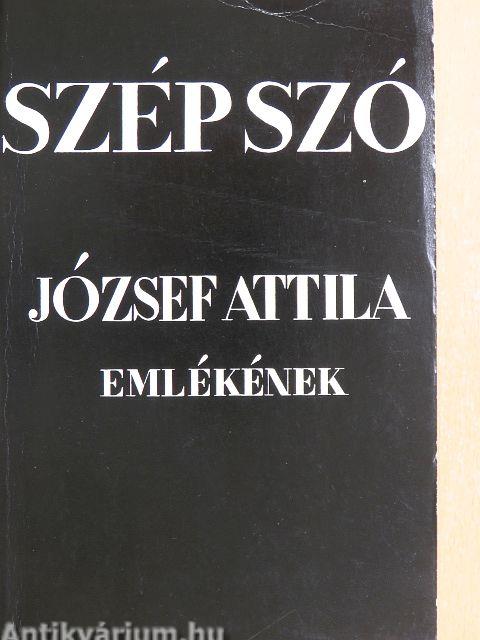 SZÉP SZÓ
JÓZSEF ATTILA
EMLÉKÉNEK
Antikvárium.hu